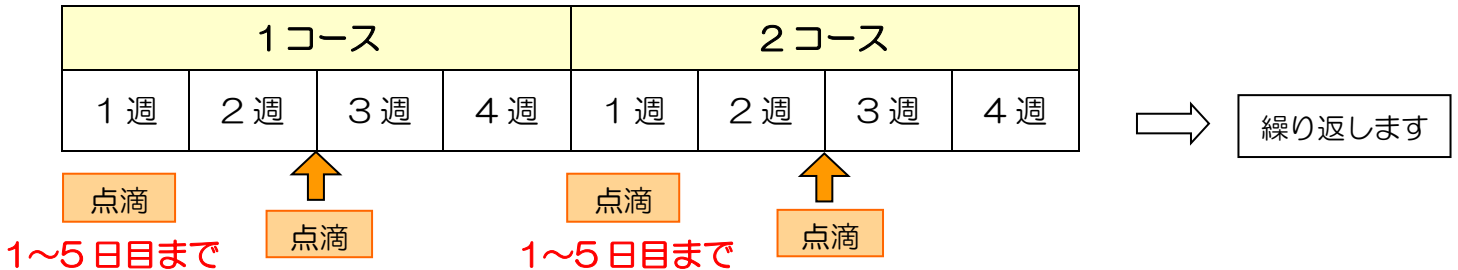 1コース 2コース
1週 2週 3週 4週 1週 2週 3週 4週
繰り返します
点滴 点滴
点滴 点滴
1～5日目まで 1～5日目まで